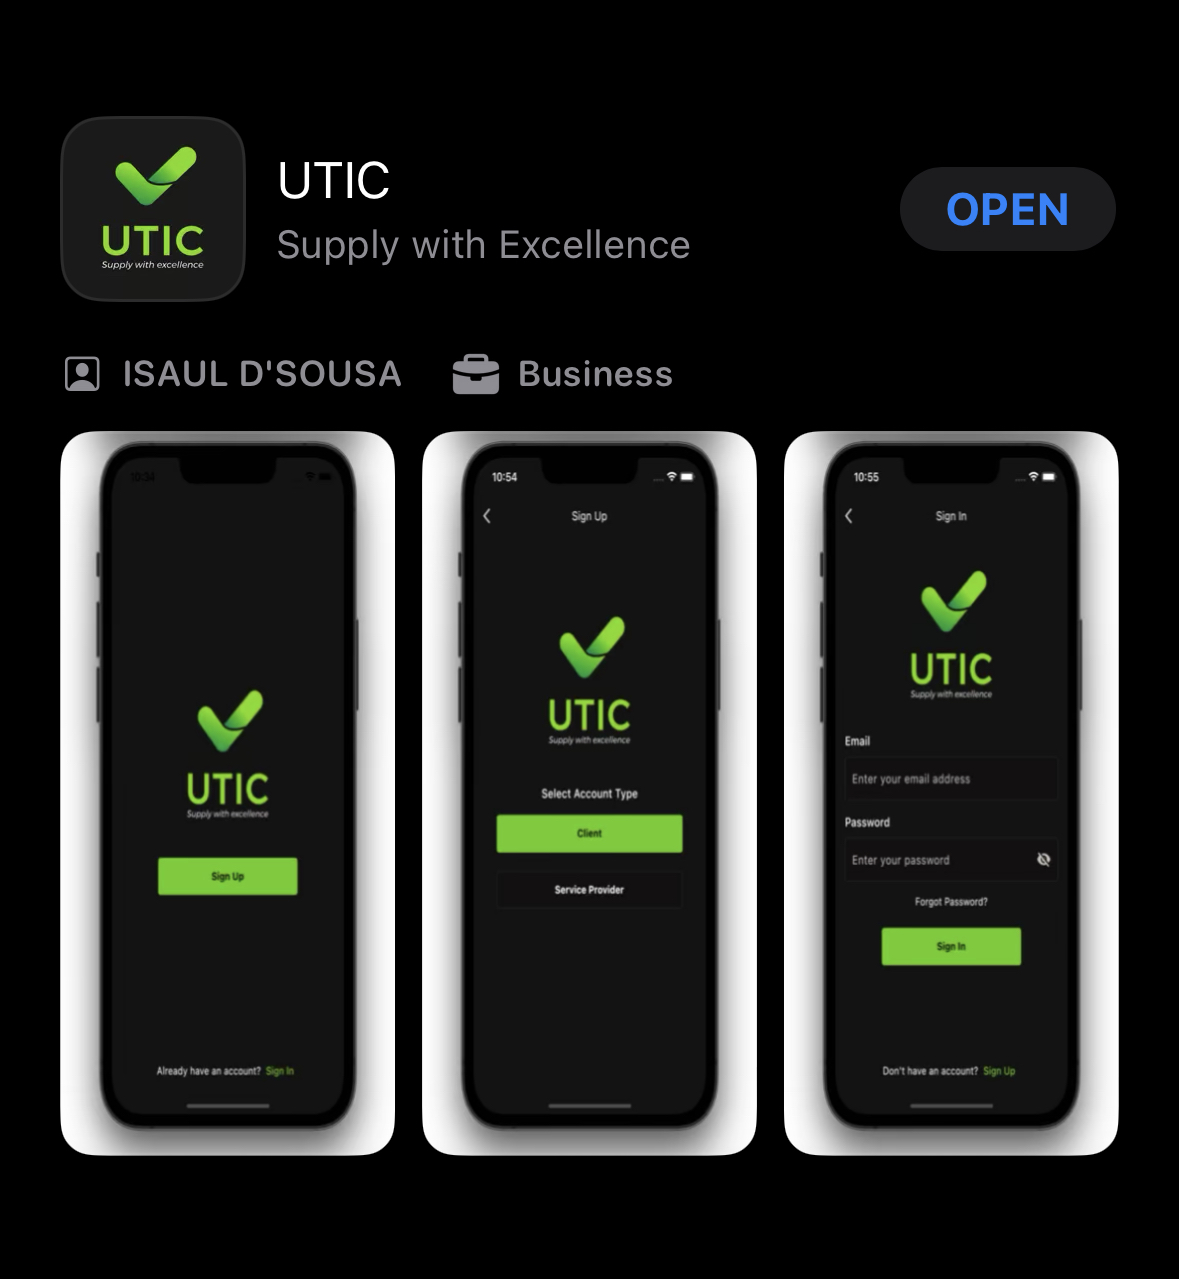 UTIC
Supply with excellence
UTIC
Supply with Excellence
OPEN
ISAUL D'SOUSA
Business
10:34
UTIC
Supply with excellence
Sign Up
Already have an account? Sign In
10:54
Sign Up
UTIC
Supply with excellence
Select Account Type
Client
Service Provider
10:55
Sign In
UTIC
Supply with excellence
Email
Enter your email address
Password
Enter your password
Forgot Password?
Sign In
Don't have an account? Sign Up